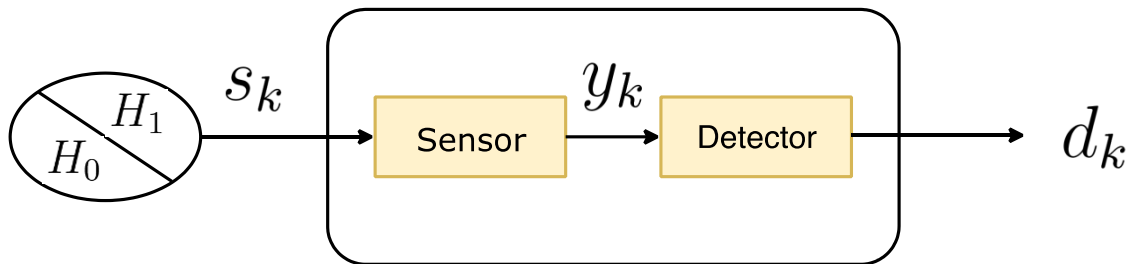 H₁
H₀
sₖ
Sensor
yₖ
Detector
dₖ